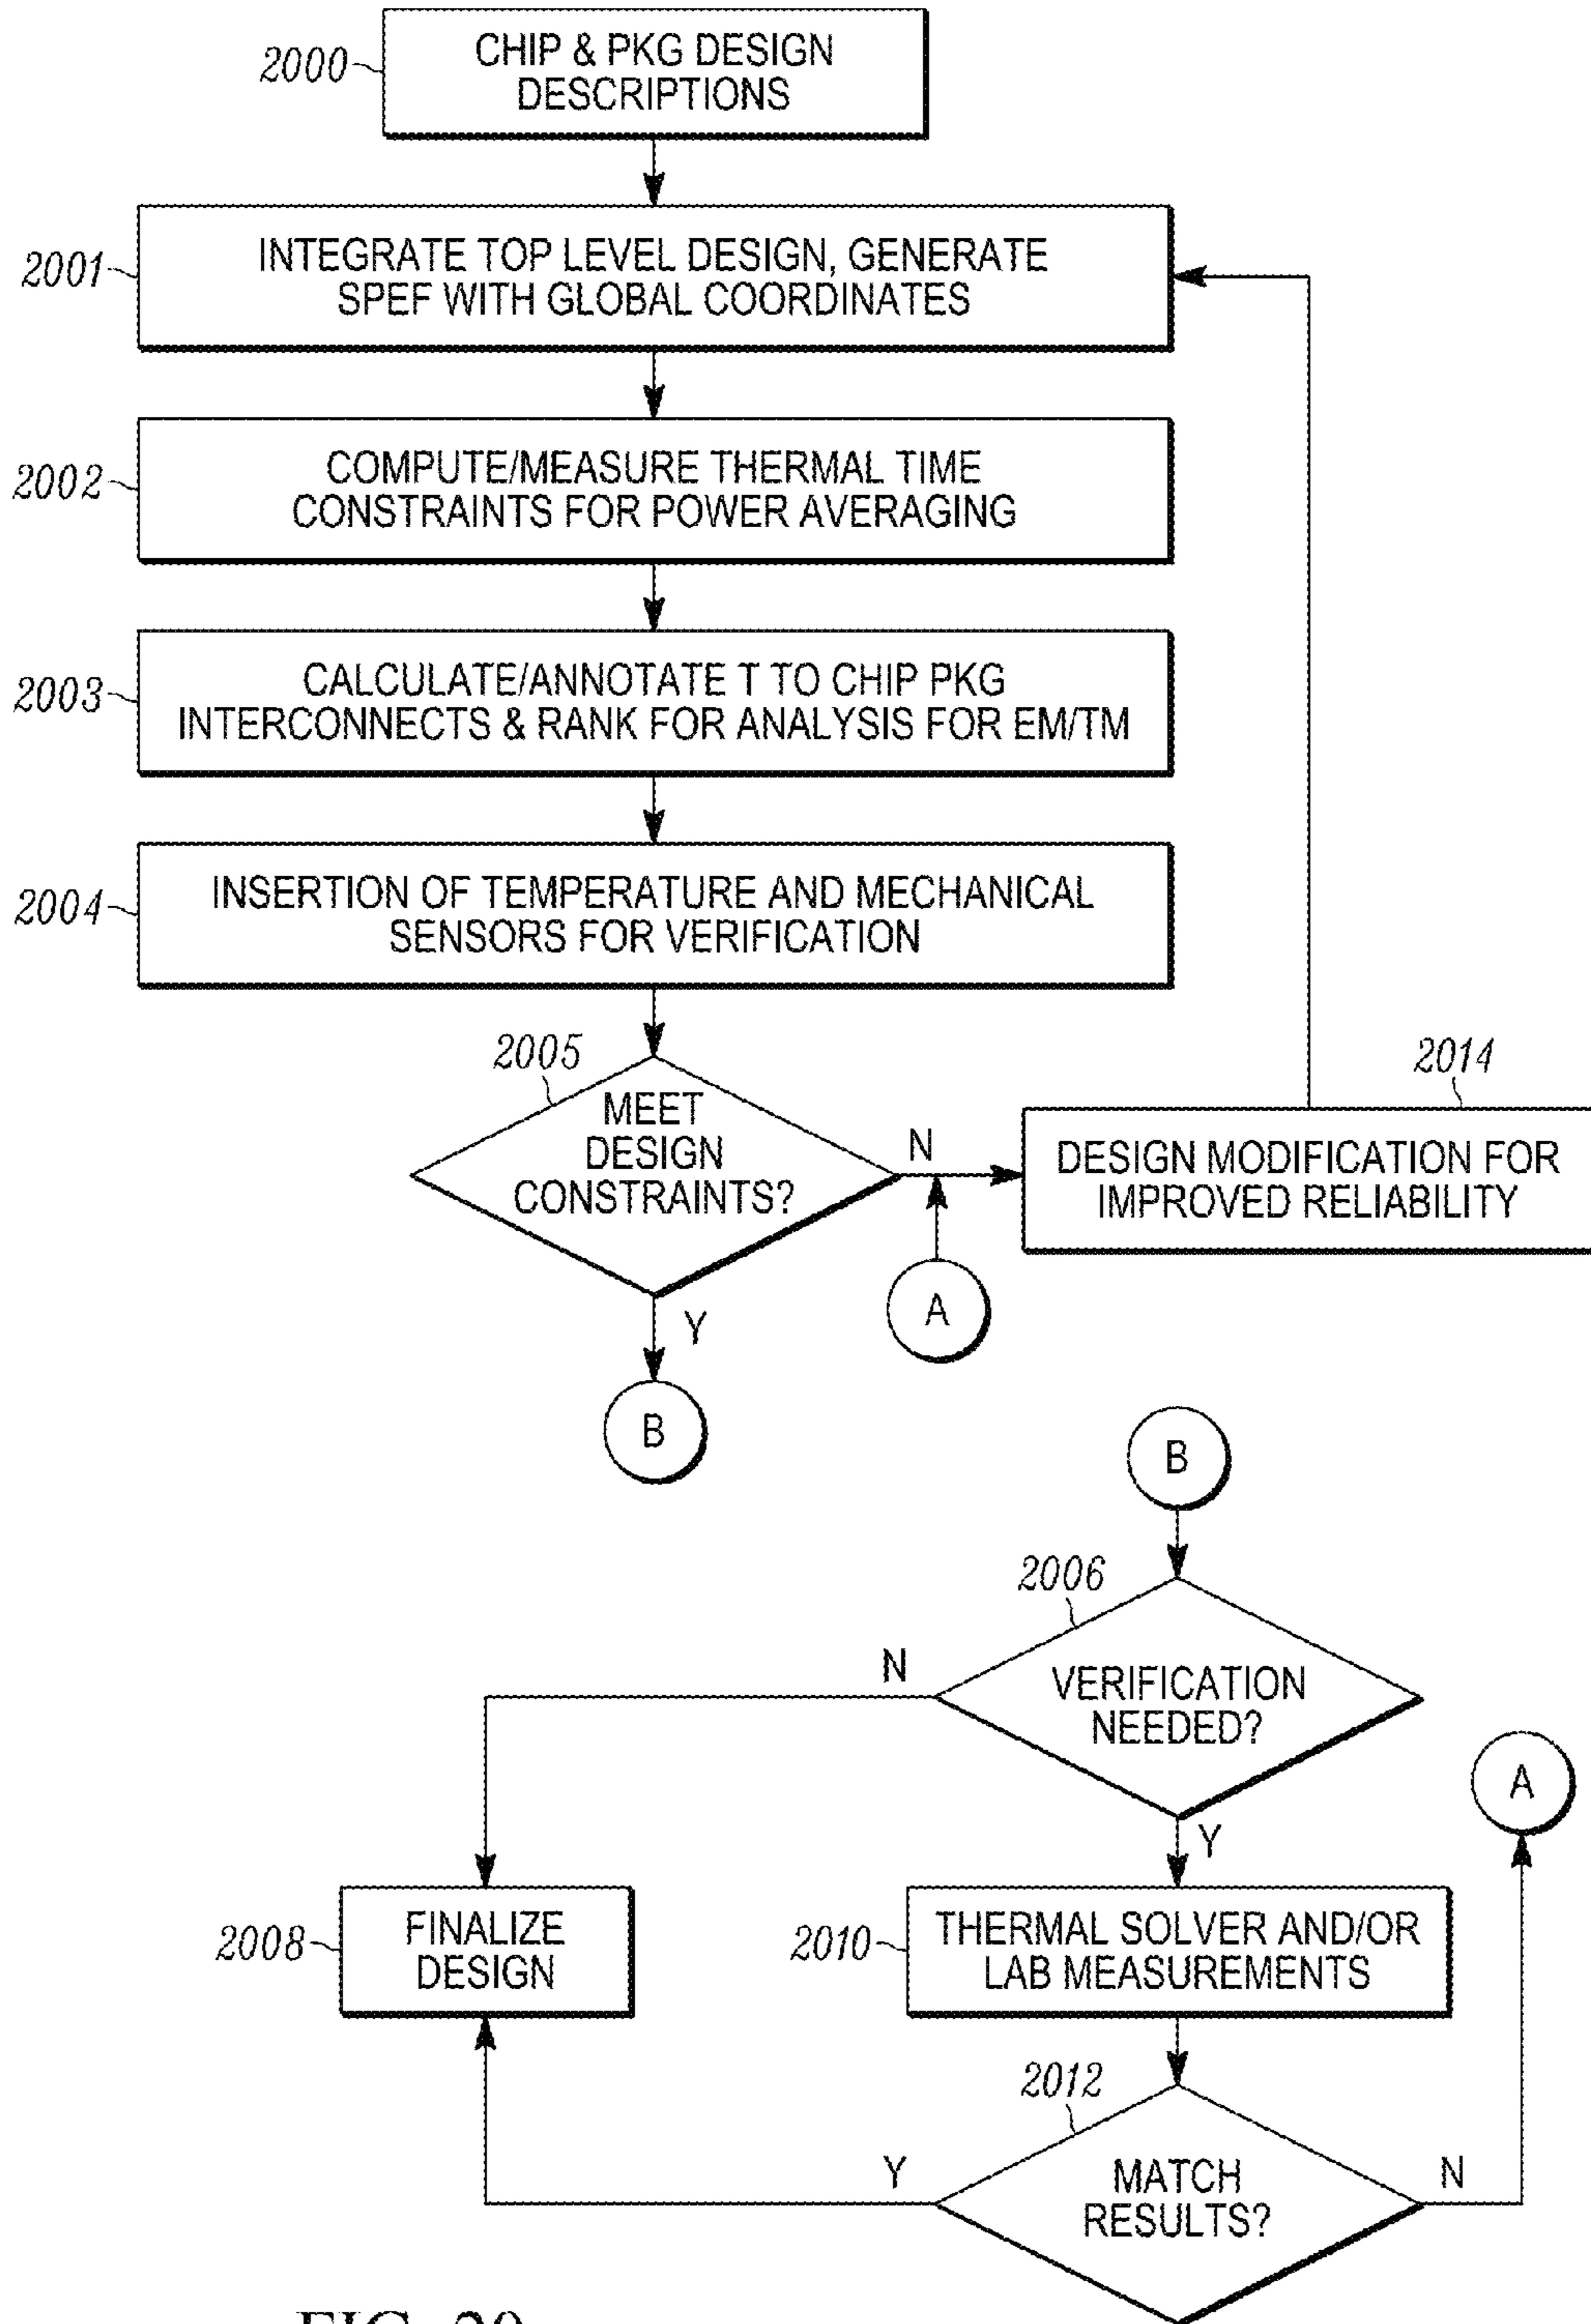 2000
CHIP & PKG DESIGN
DESCRIPTIONS
2001
INTEGRATE TOP LEVEL DESIGN, GENERATE
SPEF WITH GLOBAL COORDINATES
2002
COMPUTE/MEASURE THERMAL TIME
CONSTRAINTS FOR POWER AVERAGING
2003
CALCULATE/ANNOTATE T TO CHIP PKG
INTERCONNECTS & RANK FOR ANALYSIS FOR EM/TM
2004
INSERTION OF TEMPERATURE AND MECHANICAL
SENSORS FOR VERIFICATION
2005
MEET
DESIGN
CONSTRAINTS?
N
2014
DESIGN MODIFICATION FOR
IMPROVED RELIABILITY
A
Y
B
B
2006
VERIFICATION
NEEDED?
N
Y
A
2008
FINALIZE
DESIGN
2010
THERMAL SOLVER AND/OR
LAB MEASUREMENTS
2012
MATCH
RESULTS?
Y
N
FIG. 20